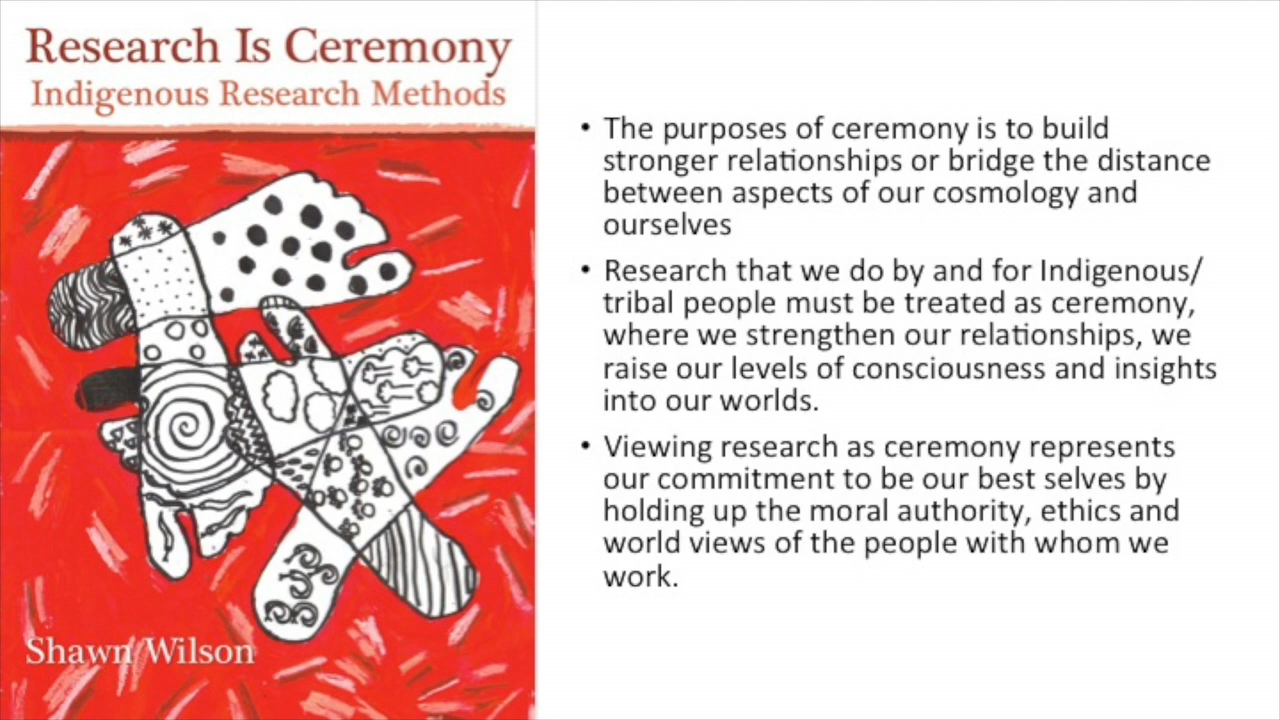 Research Is Ceremony
Indigenous Research Methods
Shawn Wilson
• The purposes of ceremony is to build
stronger relationships or bridge the distance
between aspects of our cosmology and
ourselves
• Research that we do by and for Indigenous/
tribal people must be treated as ceremony,
where we strengthen our relationships, we
raise our levels of consciousness and insights
into our worlds.
• Viewing research as ceremony represents
our commitment to be our best selves by
holding up the moral authority, ethics and
world views of the people with whom we
work.